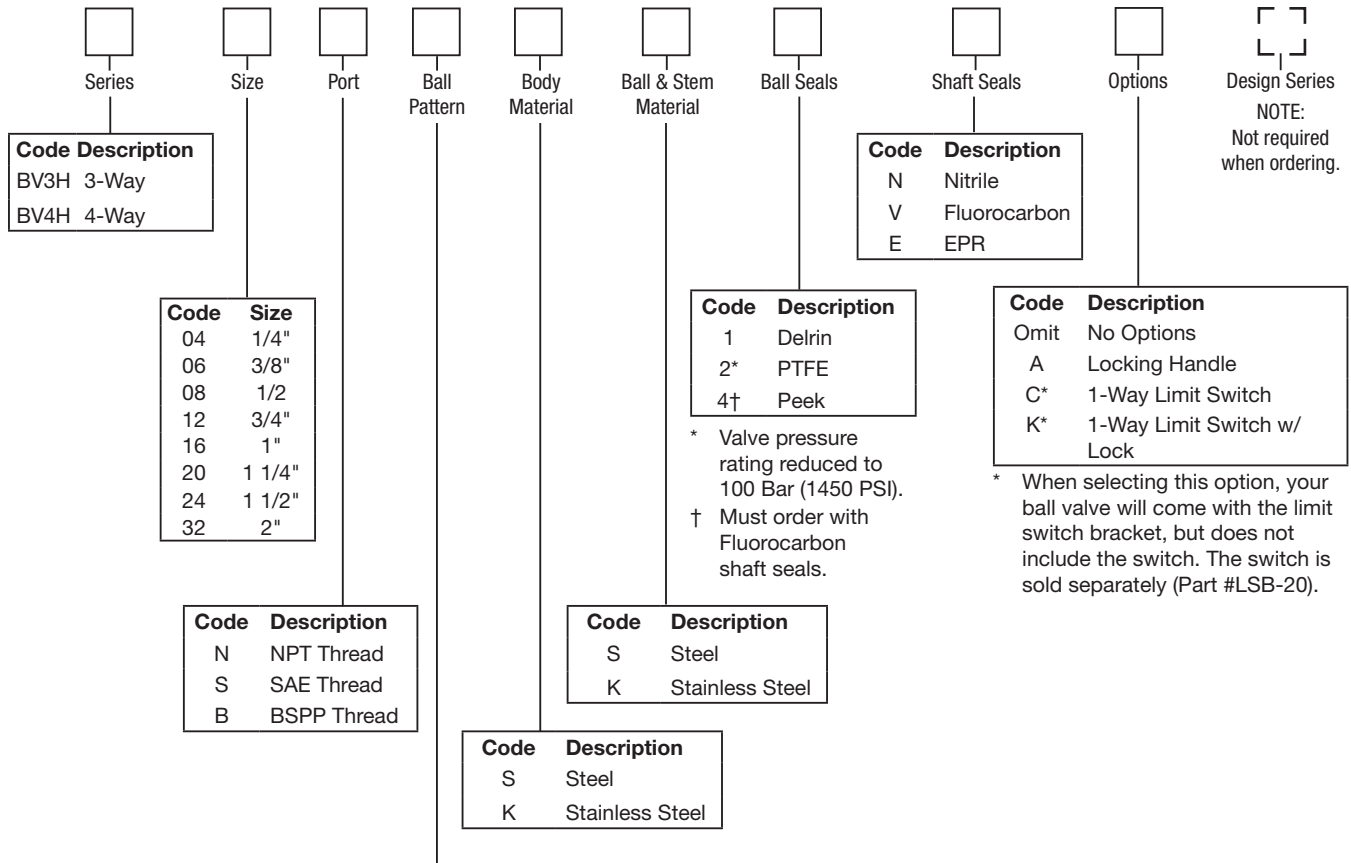 Series
Size
Port
Ball
Pattern
Body
Material
Ball & Stem
Material
Ball Seals
Shaft Seals
Options
Design Series
NOTE:
Not required
when ordering.
Code Description
BV3H 3-Way
BV4H 4-Way
Code Description
N Nitrile
V Fluorocarbon
E EPR
Code Size
04 1/4"
06 3/8"
08 1/2
12 3/4"
16 1"
20 1 1/4"
24 1 1/2"
32 2"
Code Description
1 Delrin
2* PTFE
4† Peek
* Valve pressure
rating reduced to
100 Bar (1450 PSI).
† Must order with
Fluorocarbon
shaft seals.
Code Description
Omit No Options
A Locking Handle
C* 1-Way Limit Switch
K* 1-Way Limit Switch w/
Lock
* When selecting this option, your
ball valve will come with the limit
switch bracket, but does not
include the switch. The switch is
sold separately (Part #LSB-20).
Code Description
N NPT Thread
S SAE Thread
B BSPP Thread
Code Description
S Steel
K Stainless Steel
Code Description
S Steel
K Stainless Steel